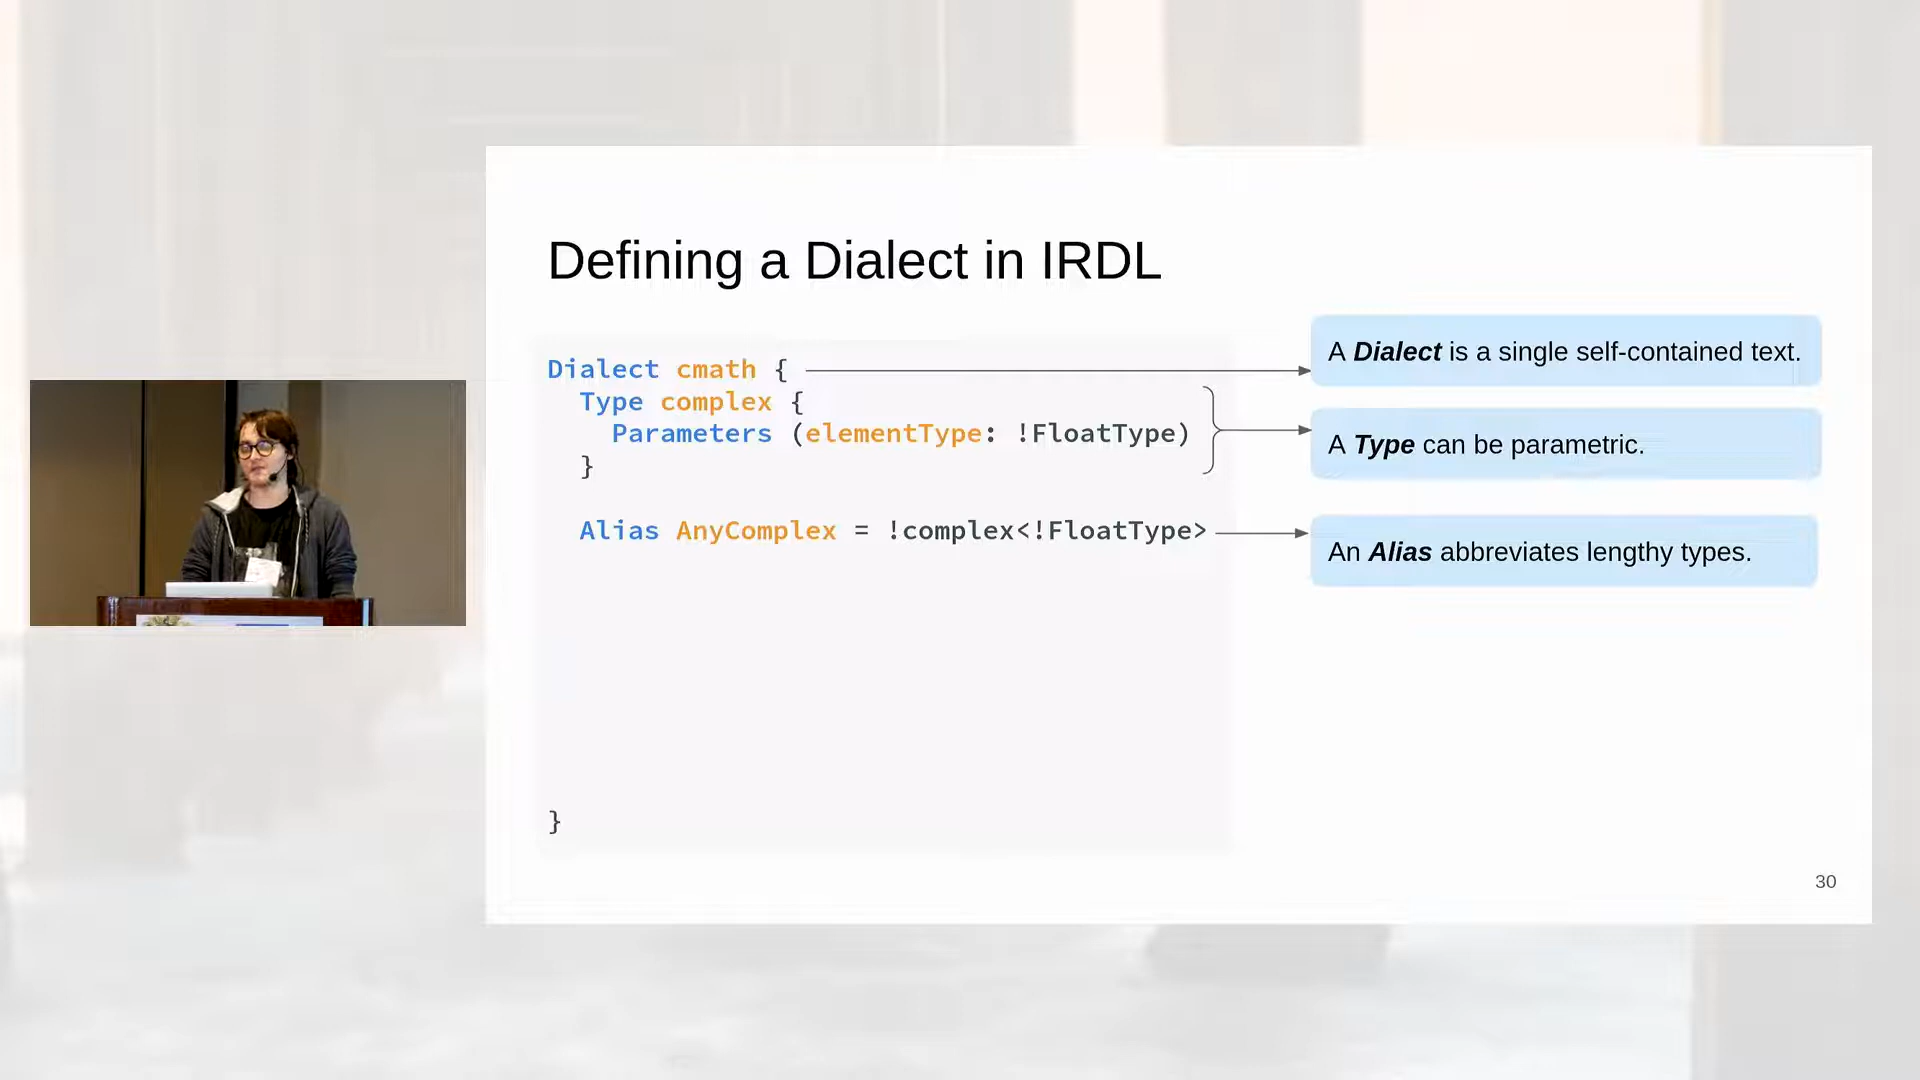 Defining a Dialect in IRDL
Dialect cmath {
Type complex {
Parameters (elementType: !FloatType)
}
Alias AnyComplex = !complex<!FloatType>
}
A Dialect is a single self-contained text.
A Type can be parametric.
An Alias abbreviates lengthy types.
30